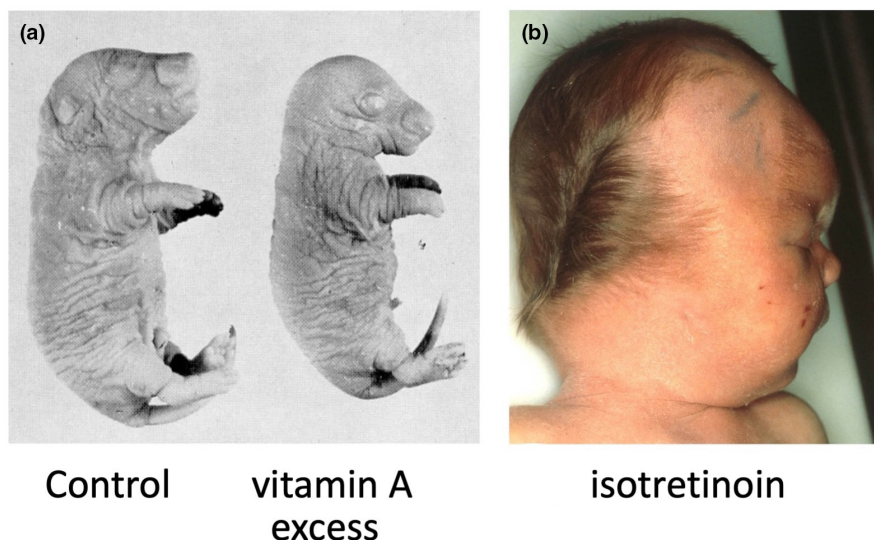 (a)
(b)
Control
vitamin A
excess
isotretinoin